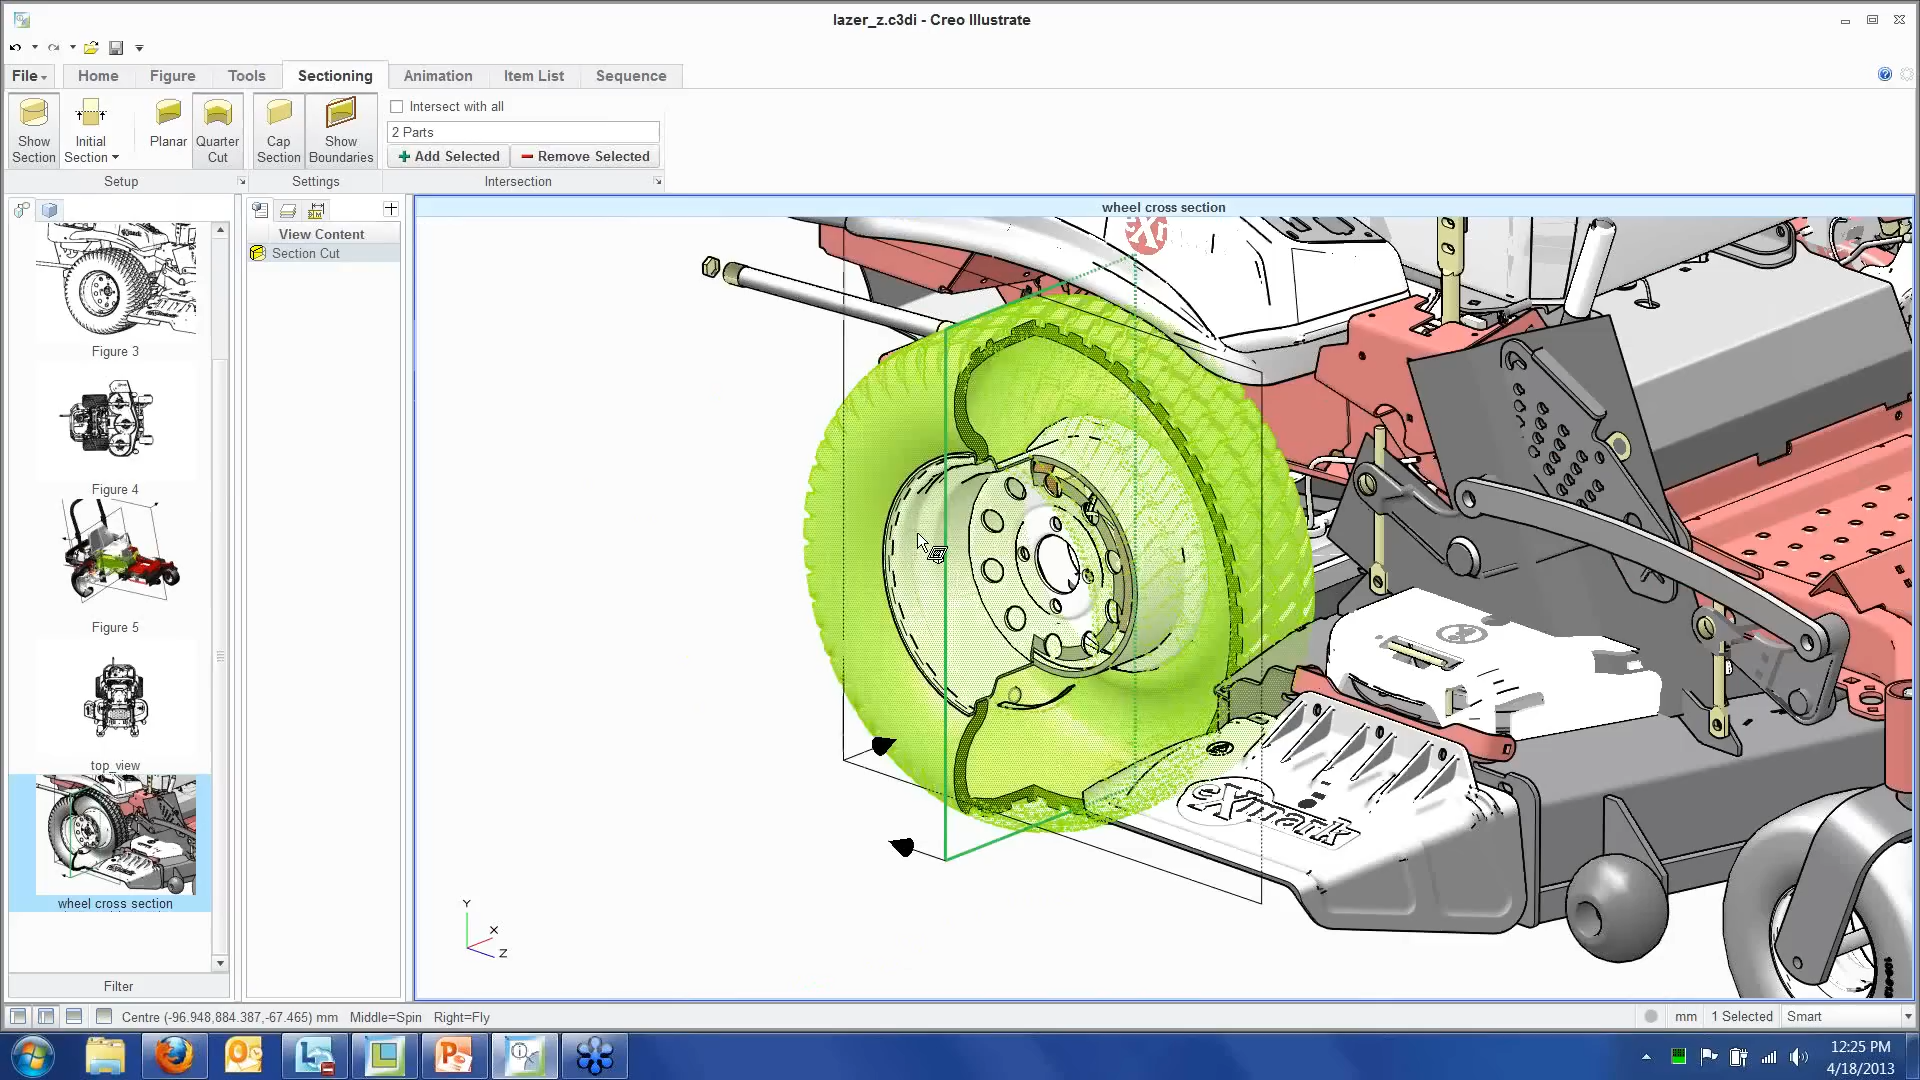 lazer_z.c3di - Creo Illustrate
File Home Figure Tools Sectioning Animation Item List Sequence
Intersect with all
2 Parts
Show Section
Initial Section
Planar
Quarter Cut
Cap Section
Show Boundaries
Add Selected
Remove Selected
Setup
Settings
Intersection
wheel cross section
View Content
Section Cut
Figure 3
Figure 4
Figure 5
top_view
wheel cross section
Filter
eXmark
Y
X
Z
Centre (-96.948,884.387,-67.465) mm Middle=Spin Right=Fly
mm
1 Selected
Smart
12:25 PM
4/18/2013